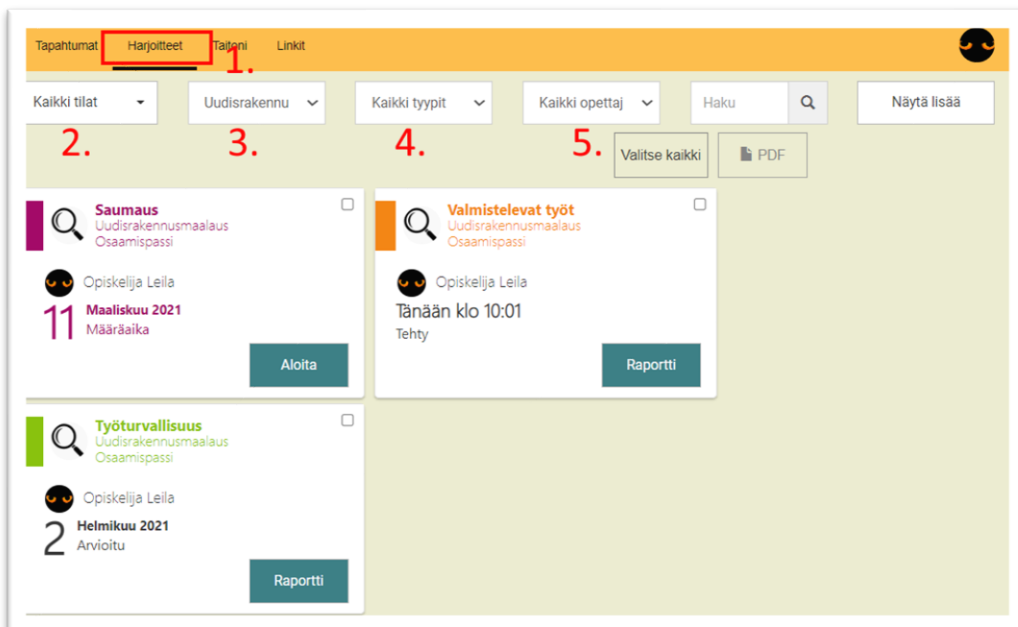 Tapahtumat Harjoitteet Taitoni Linkit
1.
Kaikki tilat Uudisrakennu Kaikki tyypit Kaikki opettaj Haku Näytä lisää
2. 3. 4. 5.
Valitse kaikki PDF
Saumaus
Uudisrakennusmaalaus
Osaamispassi
Opiskelija Leila
11 Maaliskuu 2021
Määräaika
Aloita
Valmistelevat työt
Uudisrakennusmaalaus
Osaamispassi
Opiskelija Leila
Tänään klo 10:01
Tehty
Raportti
Työturvallisuus
Uudisrakennusmaalaus
Osaamispassi
Opiskelija Leila
2 Helmikuu 2021
Arvioitu
Raportti